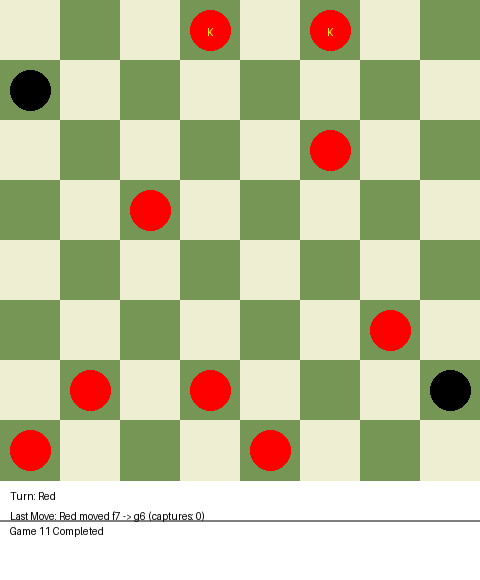 K K
Turn: Red
Last Move: Red moved f7 -> g6 (captures: 0)
Game 11 Completed